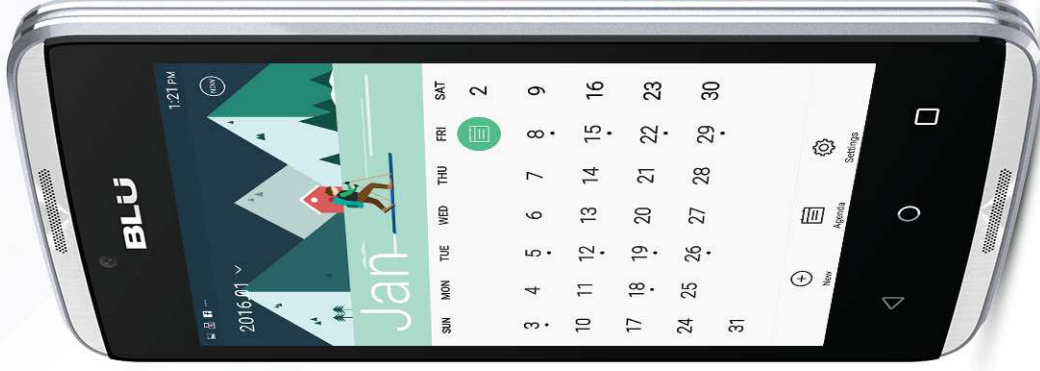 BLU
1:21 PM
2016.01
NOW
Jan
SUN MON TUE WED THU FRI SAT
2
3 4 5 6 7 8 9
10 11 12 13 14 15 16
17 18 19 20 21 22 23
24 25 26 27 28 29 30
31
New Agenda Settings